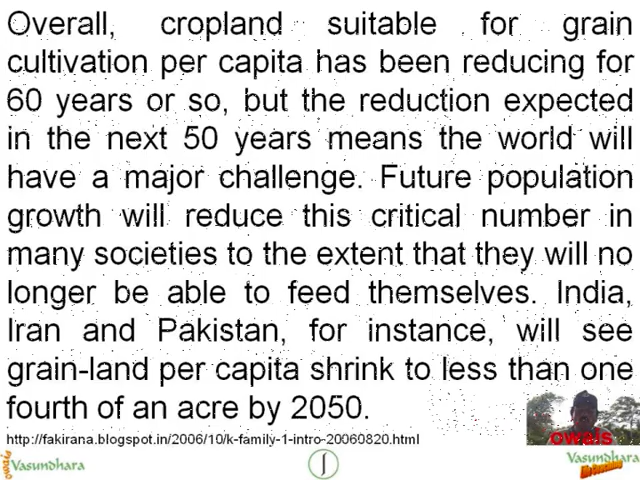 Overall, cropland suitable for grain
cultivation per capita has been reducing for
60 years or so, but the reduction expected
in the next 50 years means the world will
have a major challenge. Future population
growth will reduce this critical number in
many societies to the extent that they will no
longer be able to feed themselves. India,
Iran and Pakistan, for instance, will see
grain-land per capita shrink to less than one
fourth of an acre by 2050.
owais
http://fakirana.blogspot.in/2006/10/k-family-1-intro-20060820.html
owais Vasundhara
Vasundhara